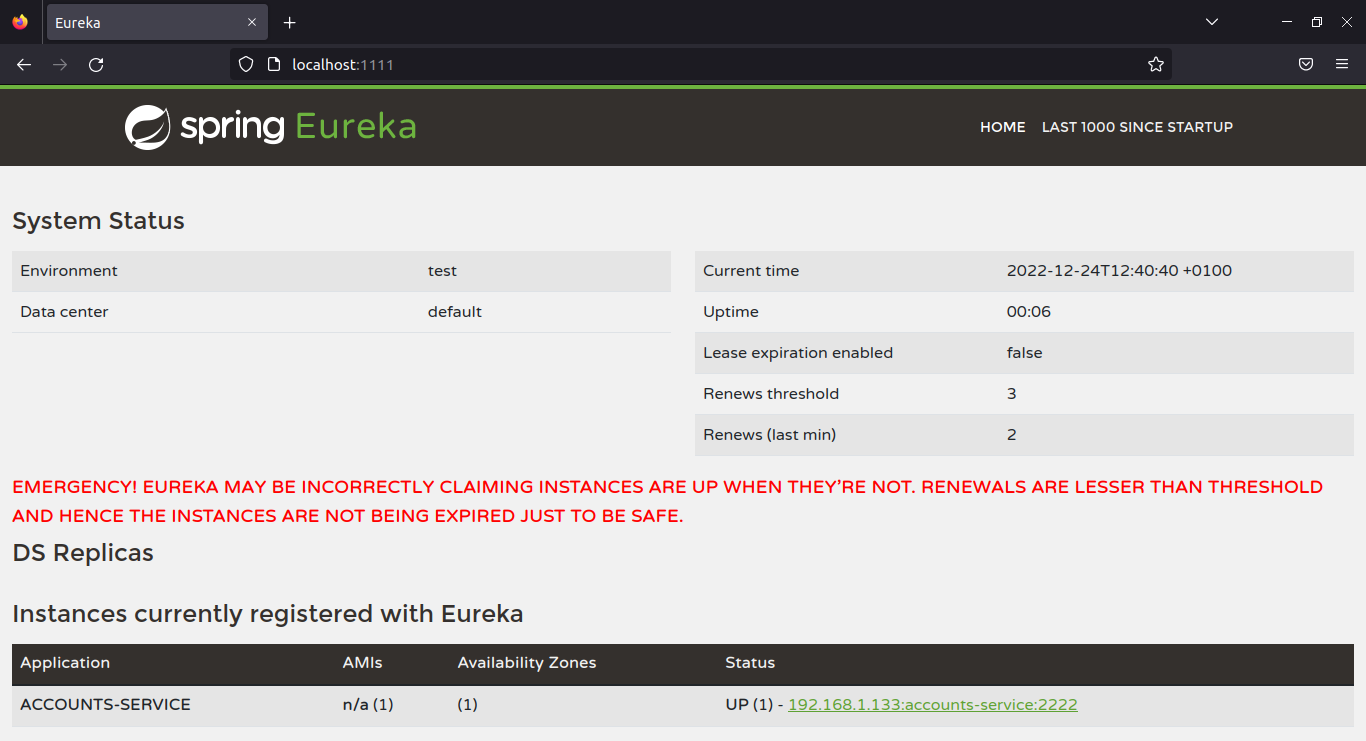 Eureka
localhost:1111
spring Eureka
HOME LAST 1000 SINCE STARTUP
System Status
Environment test
Data center default
Current time 2022-12-24T12:40:40 +0100
Uptime 00:06
Lease expiration enabled false
Renews threshold 3
Renews (last min) 2
EMERGENCY! EUREKA MAY BE INCORRECTLY CLAIMING INSTANCES ARE UP WHEN THEY'RE NOT. RENEWALS ARE LESSER THAN THRESHOLD
AND HENCE THE INSTANCES ARE NOT BEING EXPIRED JUST TO BE SAFE.
DS Replicas
Instances currently registered with Eureka
Application AMIs Availability Zones Status
ACCOUNTS-SERVICE n/a (1) (1) UP (1) - 192.168.1.133:accounts-service:2222